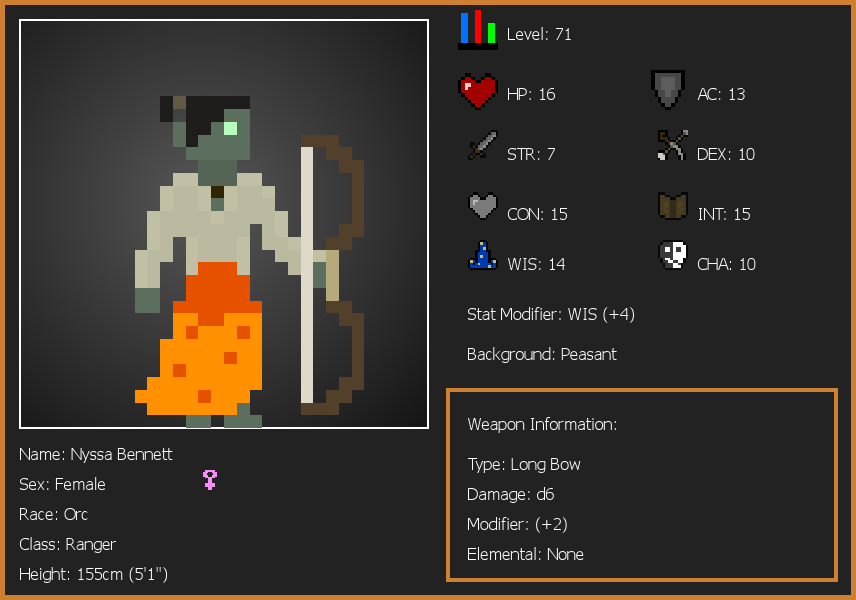 Level: 71
HP: 16
AC: 13
STR: 7
DEX: 10
CON: 15
INT: 15
WIS: 14
CHA: 10
Stat Modifier: WIS (+4)
Background: Peasant
Weapon Information:
Type: Long Bow
Damage: d6
Modifier: (+2)
Elemental: None
Name: Nyssa Bennett
Sex: Female
Race: Orc
Class: Ranger
Height: 155cm (5'1")